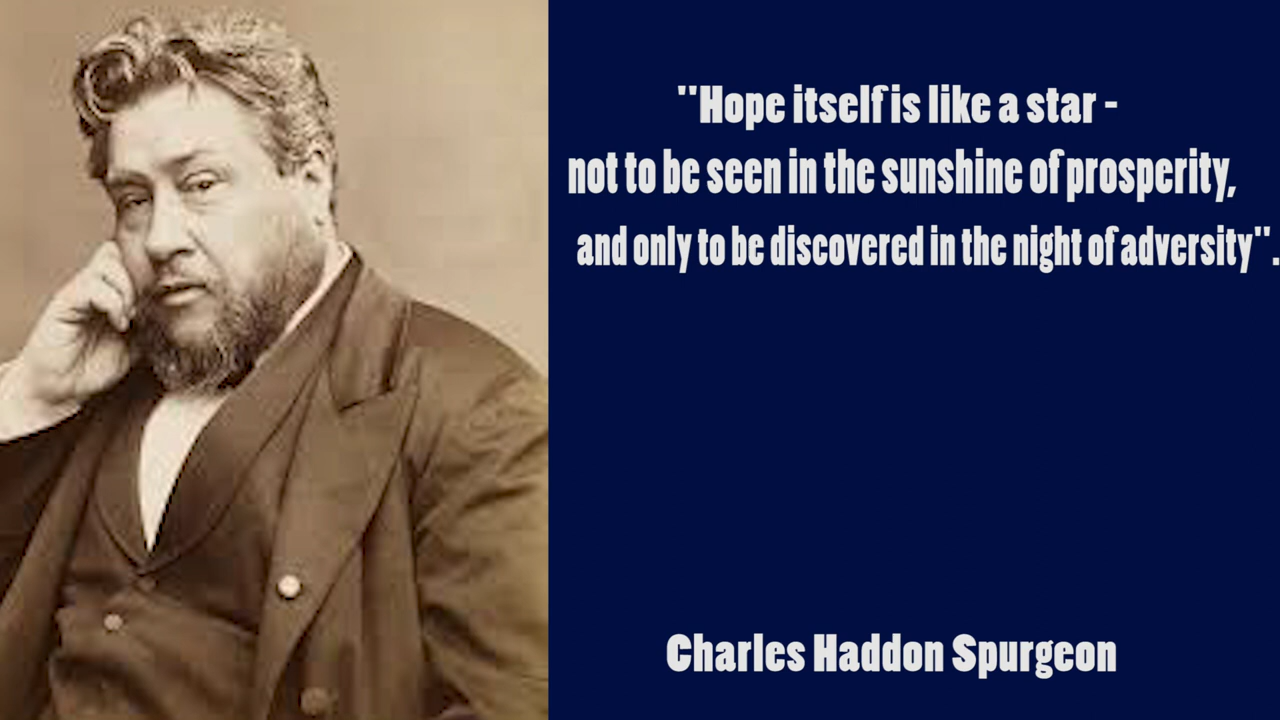 "Hope itself is like a star -
not to be seen in the sunshine of prosperity,
and only to be discovered in the night of adversity".
Charles Haddon Spurgeon